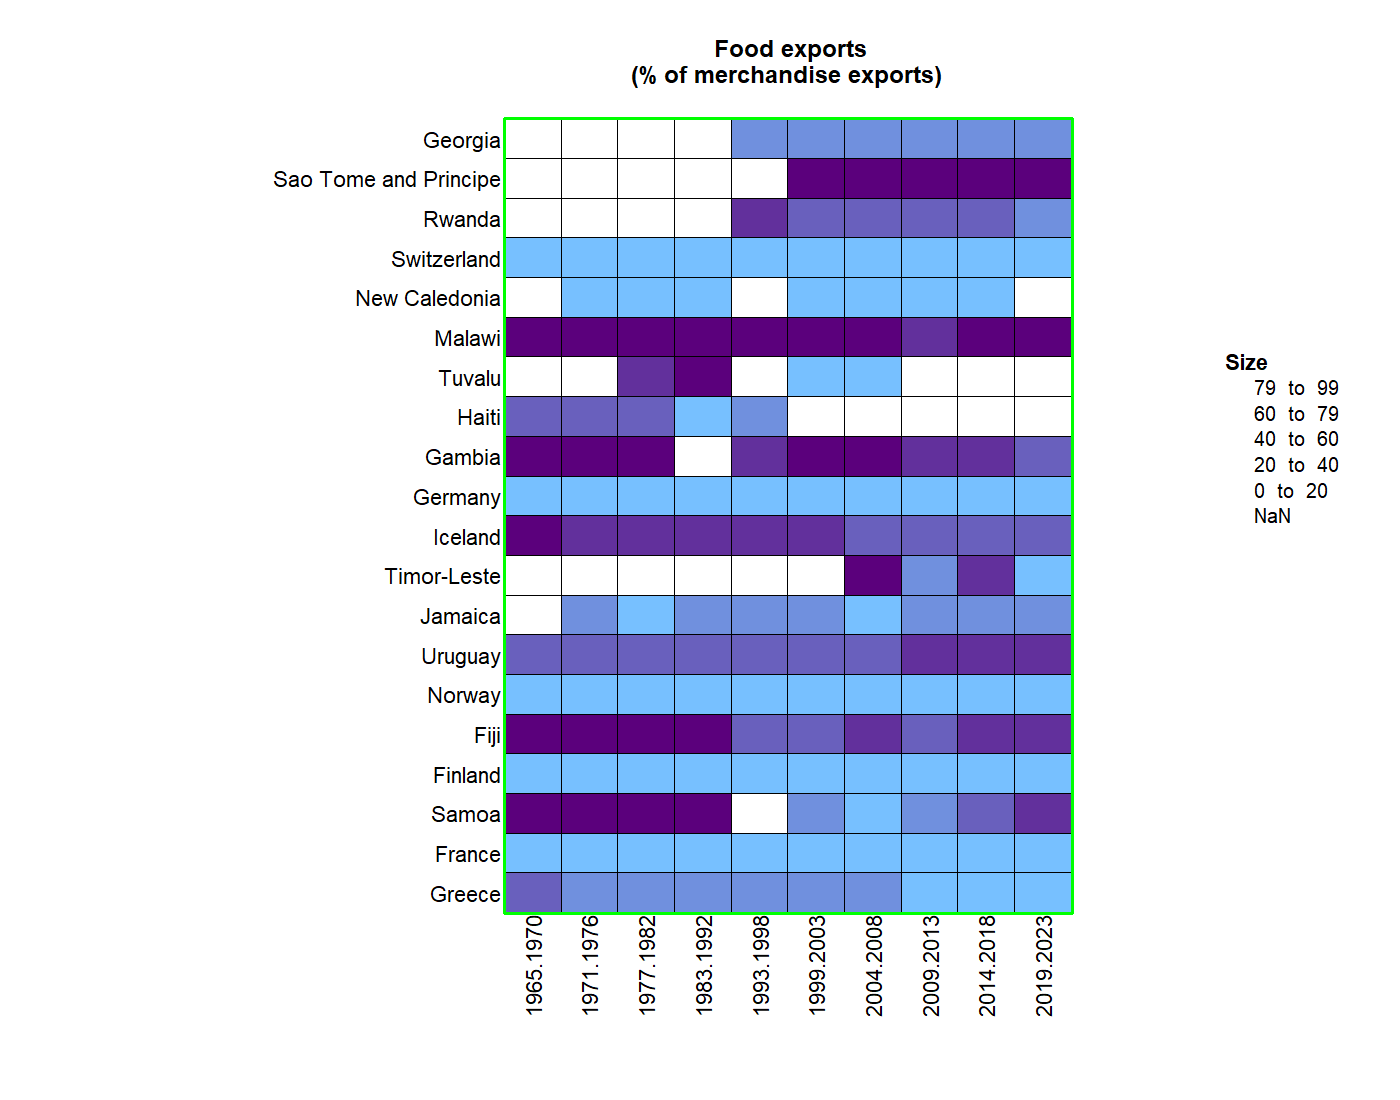 Food exports
(% of merchandise exports)
Georgia
Sao Tome and Principe
Rwanda
Switzerland
New Caledonia
Malawi
Tuvalu
Haiti
Gambia
Germany
Iceland
Timor-Leste
Jamaica
Uruguay
Norway
Fiji
Finland
Samoa
France
Greece
1965.1970
1971.1976
1977.1982
1983.1992
1993.1998
1999.2003
2004.2008
2009.2013
2014.2018
2019.2023
Size
79 to 99
60 to 79
40 to 60
20 to 40
0 to 20
NaN